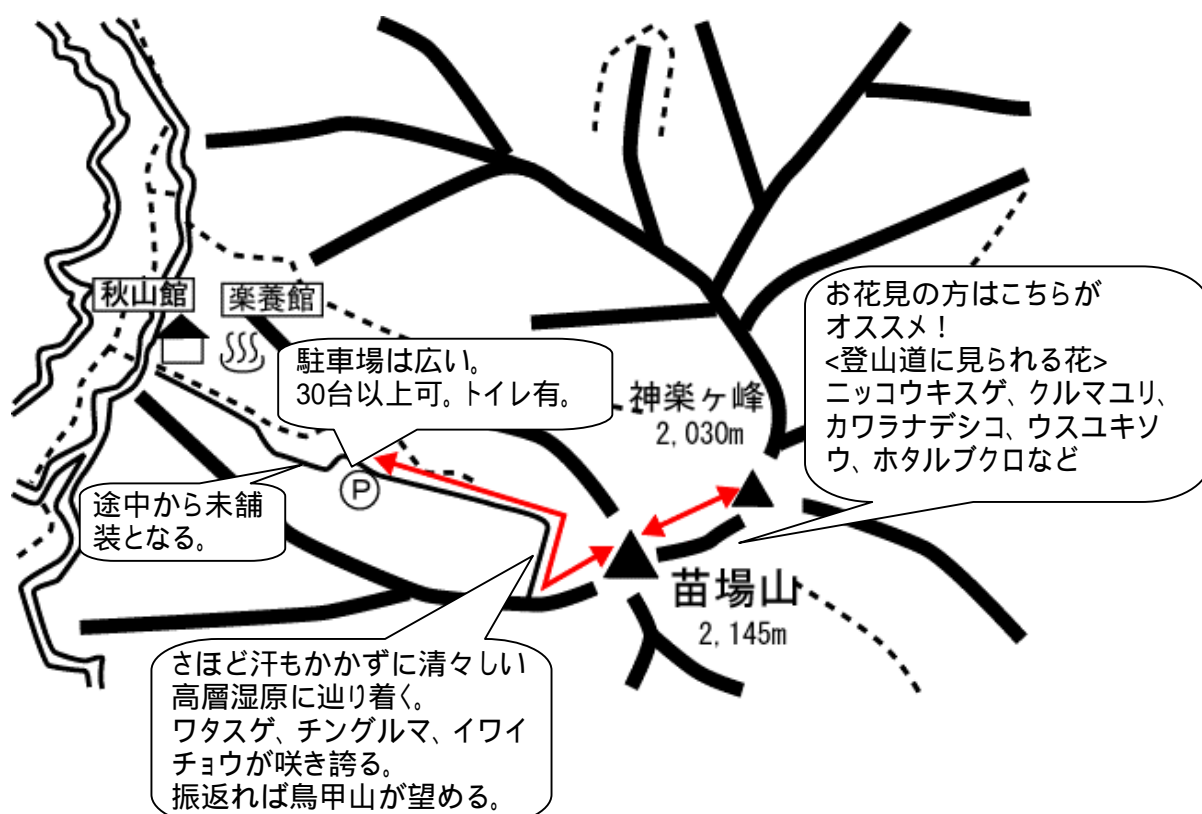 秋山館
楽養館
駐車場は広い。
30台以上可。トイレ有。
途中から未舗
装となる。
P
神楽ヶ峰
2,030m
お花見の方はこちらが
オススメ！
<登山道に見られる花>
ニッコウキスゲ、クルマユリ、
カワラナデシコ、ウスユキソ
ウ、ホタルブクロなど
苗場山
2,145m
さほど汗もかかずに清々しい
高層湿原に辿り着く。
ワタスゲ、チングルマ、イワイ
チョウが咲き誇る。
振返れば鳥甲山が望める。